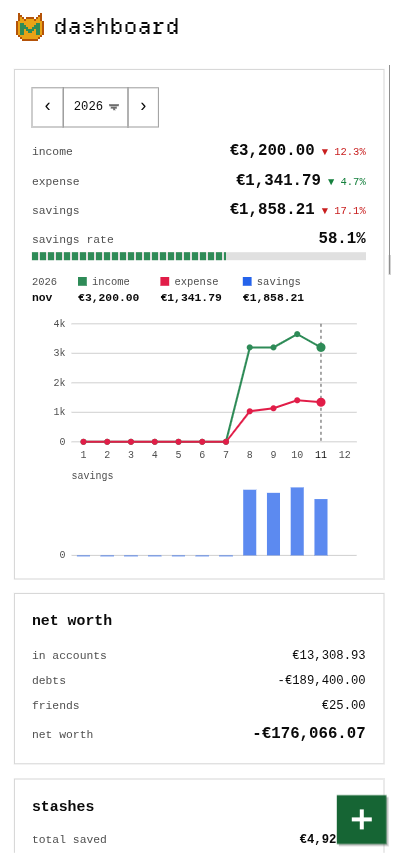 dashboard
‹ 2026 ›
income €3,200.00 ▼ 12.3%
expense €1,341.79 ▼ 4.7%
savings €1,858.21 ▼ 17.1%
savings rate 58.1%
2026 income expense savings
nov €3,200.00 €1,341.79 €1,858.21
4k
3k
2k
1k
0
1 2 3 4 5 6 7 8 9 10 11 12
savings
0
net worth
in accounts €13,308.93
debts -€189,400.00
friends €25.00
net worth -€176,066.07
stashes
total saved €4,92
+